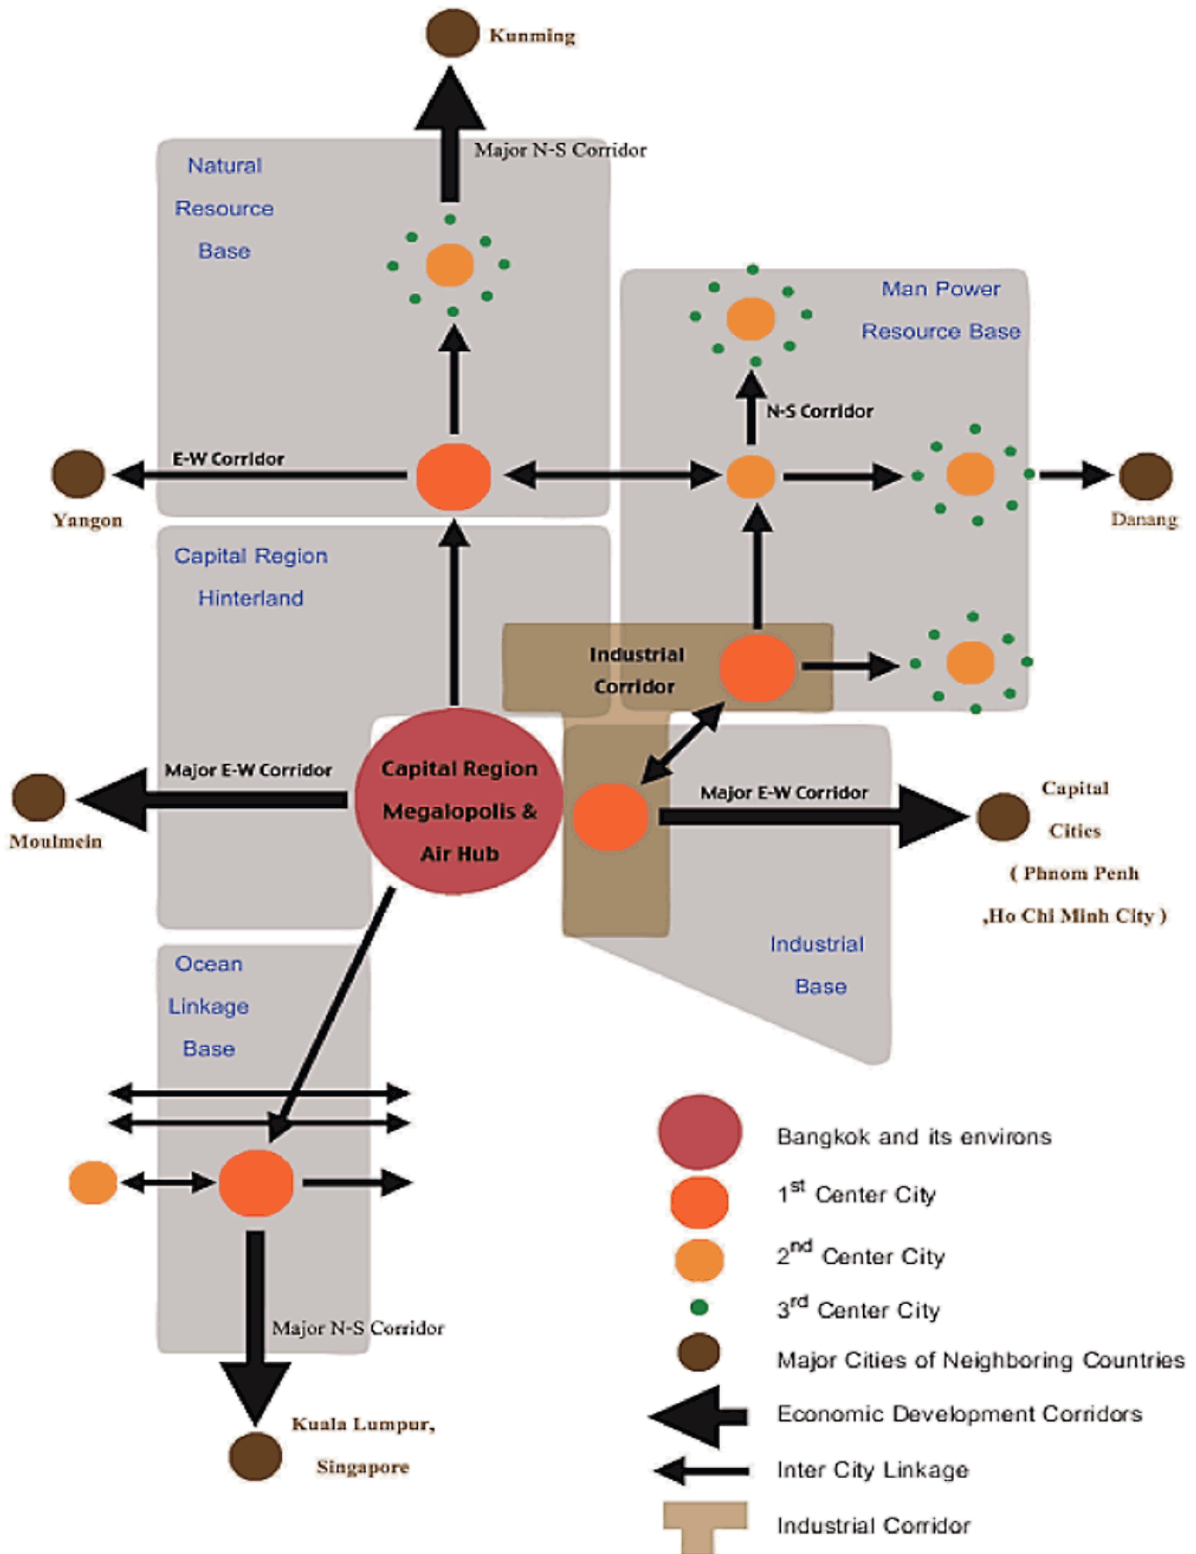 Kunming
Major N-S Corridor
Natural
Resource
Base
Man Power
Resource Base
N-S Corridor
E-W Corridor
Yangon
Danang
Capital Region
Hinterland
Industrial
Corridor
Major E-W Corridor
Moulmein
Capital Region
Megalopolis &
Air Hub
Major E-W Corridor
Capital
Cities
( Phnom Penh
,Ho Chi Minh City )
Industrial
Base
Ocean
Linkage
Base
Major N-S Corridor
Kuala Lumpur,
Singapore
Bangkok and its environs
1st Center City
2nd Center City
3rd Center City
Major Cities of Neighboring Countries
Economic Development Corridors
Inter City Linkage
Industrial Corridor